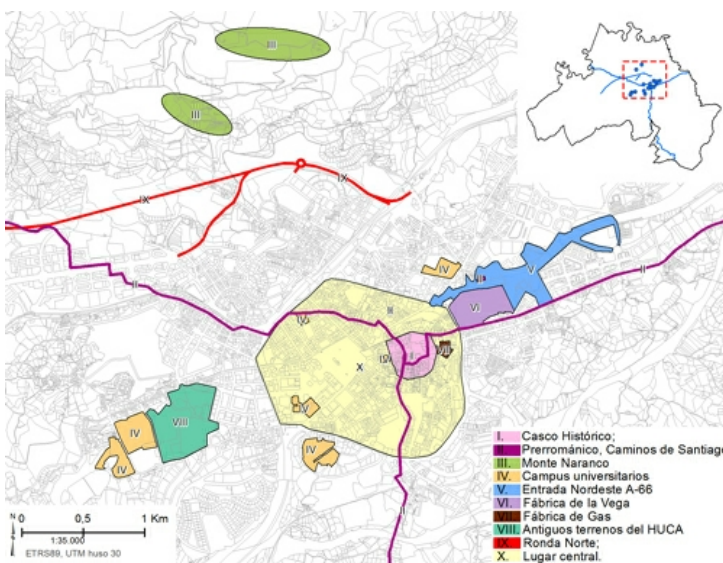 III
III
IX
IX
II
IV
II
V
II
VI
III
IV
IV
I
VII
X
V
IV
VIII
IV
IV
II
I. Casco Histórico;
II. Prerrománico, Caminos de Santiago
III. Monte Naranco
IV. Campus universitarios
V. Entrada Nordeste A-66
VI. Fábrica de la Vega
VII. Fábrica de Gas
VIII. Antiguos terrenos del HUCA
IX. Ronda Norte;
X. Lugar central.
N
0 0,5 1 Km
1:35.000
ETRS89, UTM huso 30